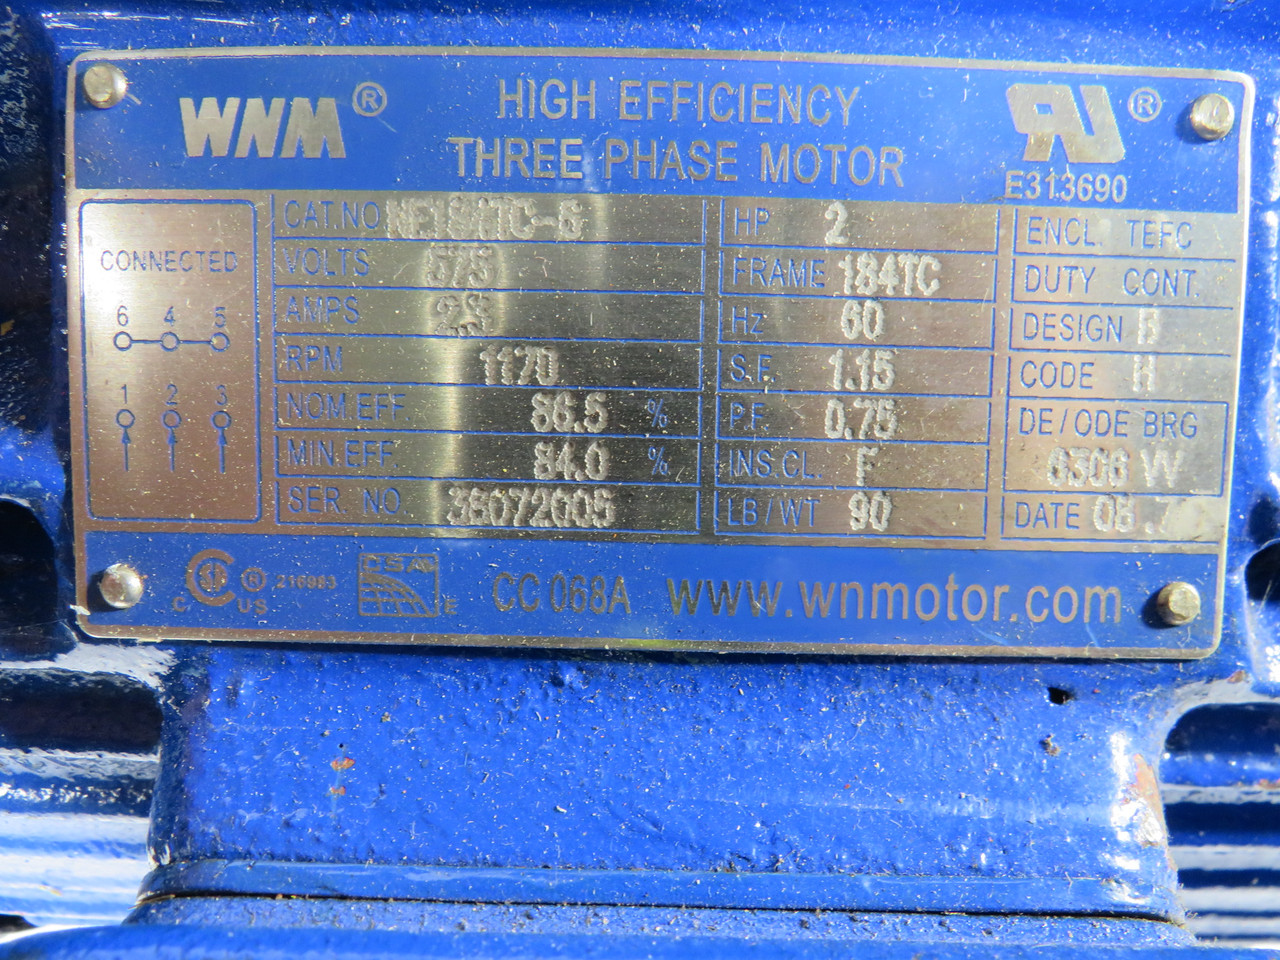 WNM ®
HIGH EFFICIENCY
THREE PHASE MOTOR
®
E313690
CONNECTED
6 4 5
1 2 3
CAT.NO
VOLTS 575
AMPS
RPM 1170
NOM.EFF. 86.5 %
MIN.EFF. 84.0 %
SER. NO.
HP 2
FRAME 184TC
Hz 60
S.F. 1.15
P.F. 0.75
INS.CL. F
LB/WT 90
ENCL. TEFC
DUTY CONT.
DESIGN B
CODE H
DE/ODE BRG
DATE 08
C ® US 216983
CSA E
CC 068A
www.wnmotor.com